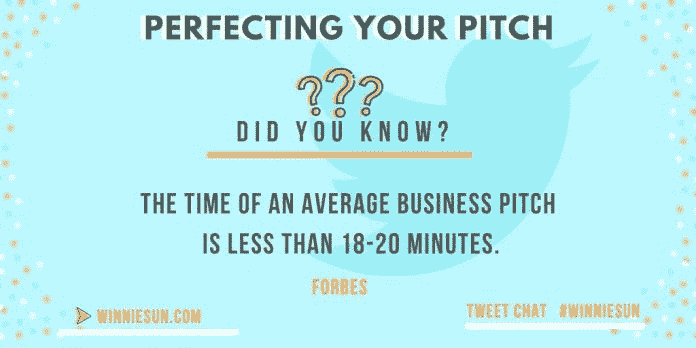 PERFECTING YOUR PITCH
???
DID YOU KNOW?
THE TIME OF AN AVERAGE BUSINESS PITCH
IS LESS THAN 18-20 MINUTES.
FORBES
WINNIESUN.COM
TWEET CHAT #WINNIESUN